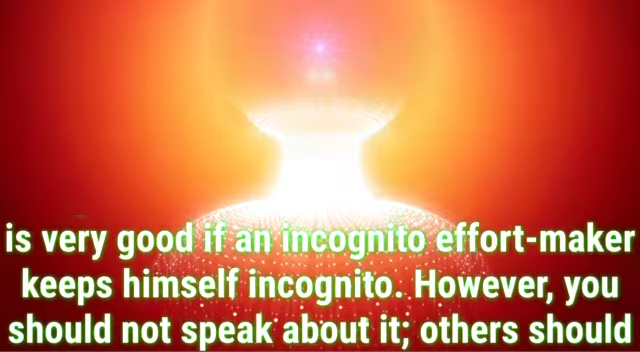 is very good if an incognito effort-maker
keeps himself incognito. However, you
should not speak about it; others should